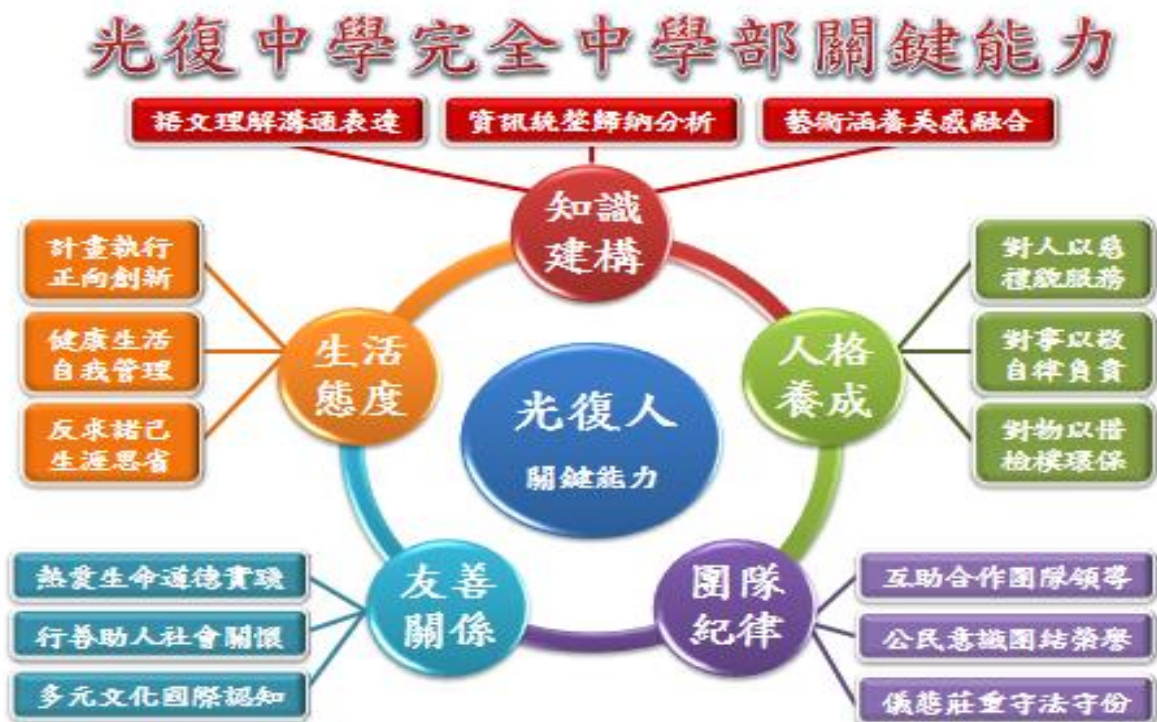 光復中學完全中學部關鍵能力
語文理解溝通表達
資訊統整歸納分析
藝術涵養美感融合
知識
建構
計畫執行
正向創新
健康生活
自我管理
反求諸己
生涯思省
生活
態度
對人以慈
禮貌服務
對事以敬
自律負責
對物以惜
檢樸環保
人格
養成
光復人
關鍵能力
熱愛生命道德實踐
行善助人社會關懷
多元文化國際認知
友善
關係
團隊
紀律
互助合作團隊領導
公民意識團結榮譽
儀態莊重守法守份